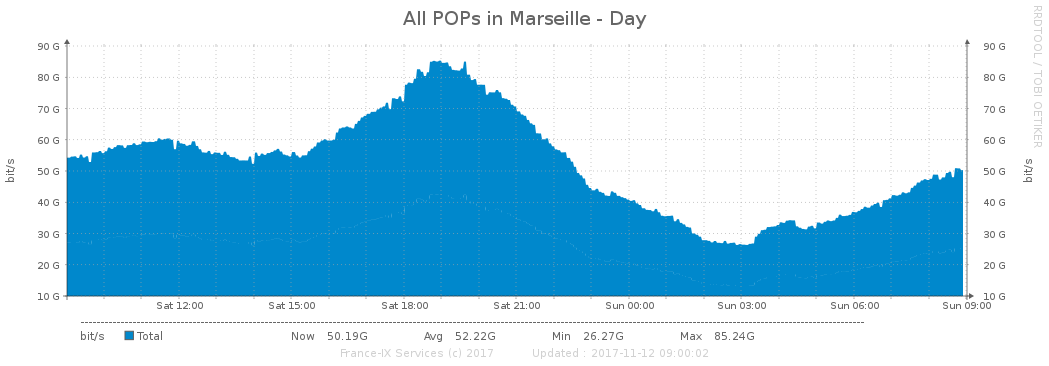 All POPs in Marseille - Day
RRDTOOL / TOBI OETIKER
90 G 90 G
80 G 80 G
70 G 70 G
60 G 60 G
50 G 50 G
40 G 40 G
30 G 30 G
20 G 20 G
10 G 10 G
bit/s bit/s
Sat 12:00 Sat 15:00 Sat 18:00 Sat 21:00 Sun 00:00 Sun 03:00 Sun 06:00 Sun 09:00
bit/s Total Now 50.19G Avg 52.22G Min 26.27G Max 85.24G
France-IX Services (c) 2017 Updated : 2017-11-12 09:00:02